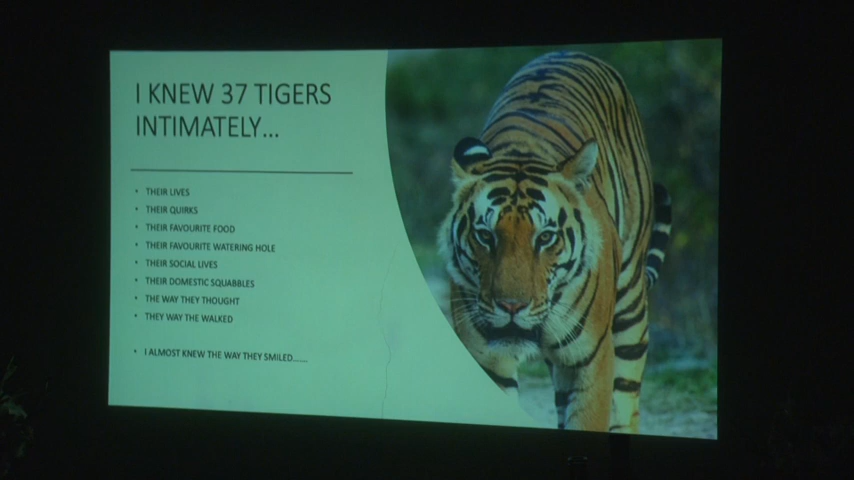 I KNEW 37 TIGERS
INTIMATELY...
• THEIR LIVES
• THEIR QUIRKS
• THEIR FAVOURITE FOOD
• THEIR FAVOURITE WATERING HOLE
• THEIR SOCIAL LIVES
• THEIR DOMESTIC SQUABBLES
• THE WAY THEY THOUGHT
• THEY WAY THE WALKED
• I ALMOST KNEW THE WAY THEY SMILED......